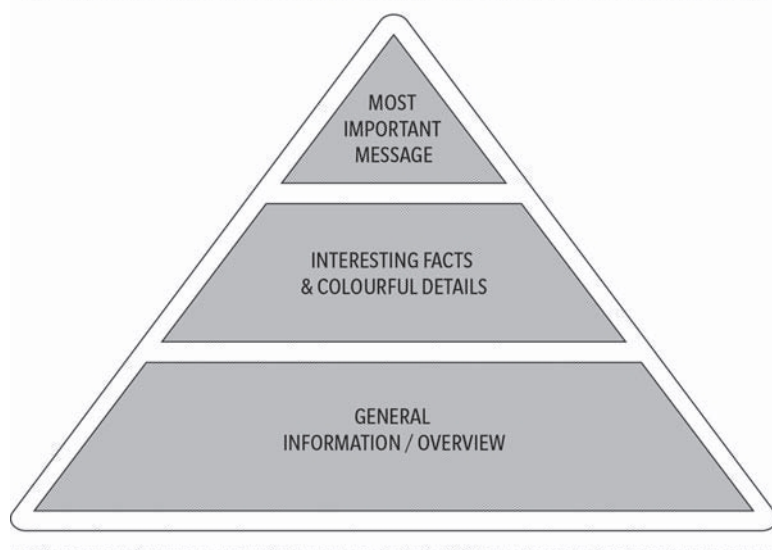 MOST
IMPORTANT
MESSAGE
INTERESTING FACTS
& COLOURFUL DETAILS
GENERAL
INFORMATION / OVERVIEW